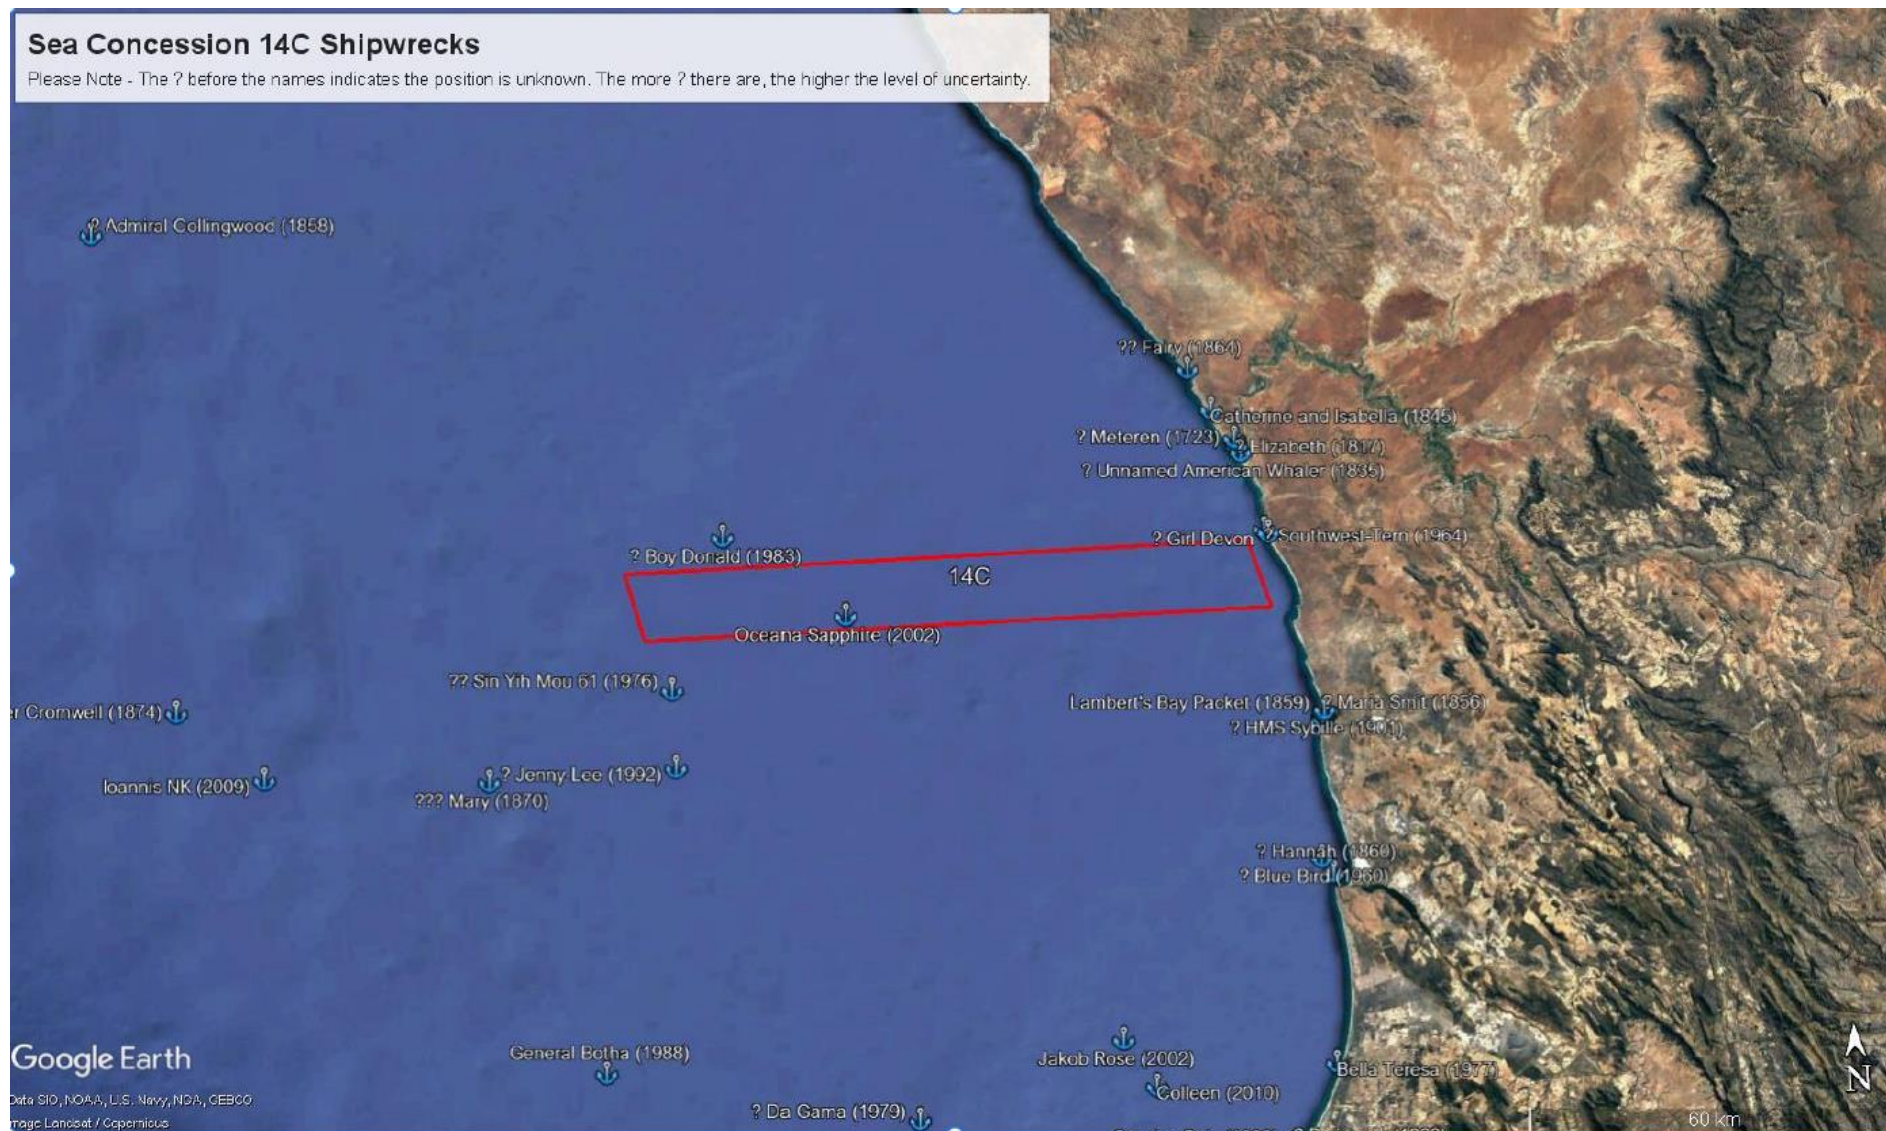 Sea Concession 14C Shipwrecks
Please Note - The ? before the names indicates the position is unknown. The more ? there are, the higher the level of uncertainty.
? Admiral Collingwood (1858)
?? Fairy (1864)
Catherine and Isabella (1845)
? Meteren (1723)
? Elizabeth (1817)
? Unnamed American Whaler (1835)
? Girl Devon
? Southwest-Tern (1964)
? Boy Donald (1983)
14C
Oceana Sapphire (2002)
?? Sin Yih Mou 61 (1976)
Lambert's Bay Packet (1859)
? Maria Smit (1856)
r Cromwell (1874)
? HMS Sybille (1901)
? Jenny Lee (1992)
Ioannis NK (2009)
??? Mary (1870)
? Hannah (1860)
? Blue Bird (1960)
General Botha (1988)
Jakob Rose (2002)
Bella Teresa (1977)
Colleen (2010)
? Da Gama (1979)
Google Earth
Data SIO, NOAA, U.S. Navy, NGA, GEBCO
Image Landsat / Copernicus
60 km
N